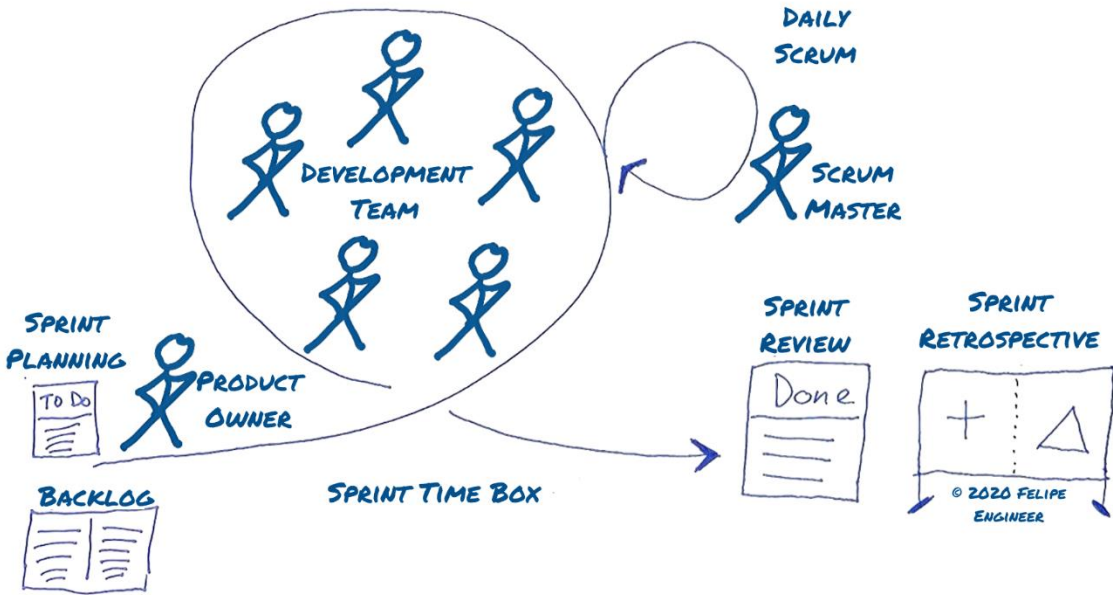 DAILY
SCRUM
DEVELOPMENT
TEAM
SCRUM
MASTER
SPRINT
PLANNING
TO DO
PRODUCT
OWNER
BACKLOG
SPRINT TIME BOX
SPRINT
REVIEW
Done
SPRINT
RETROSPECTIVE
+
© 2020 FELIPE
ENGINEER